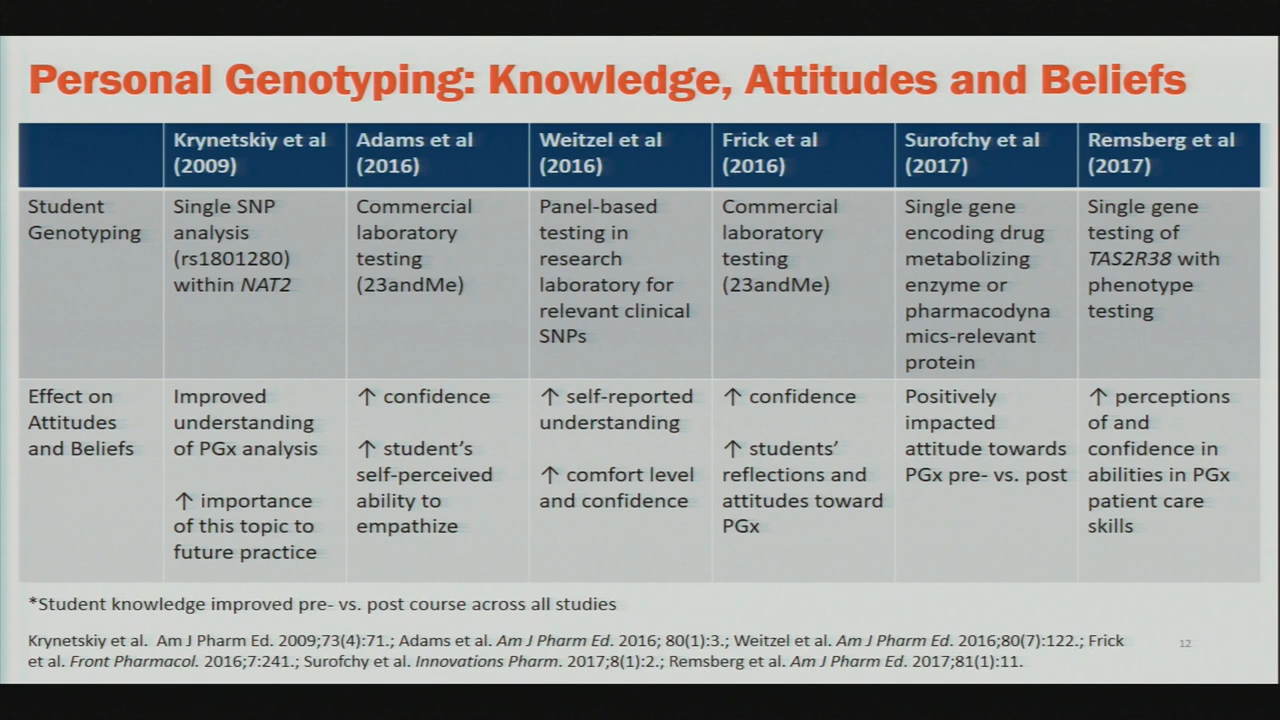 Personal Genotyping: Knowledge, Attitudes and Beliefs
Krynetskiy et al
(2009)
Adams et al
(2016)
Weitzel et al
(2016)
Frick et al
(2016)
Surofchy et al
(2017)
Remsberg et al
(2017)
Student
Genotyping
Single SNP
analysis
(rs1801280)
within NAT2
Commercial
laboratory
testing
(23andMe)
Panel-based
testing in
research
laboratory for
relevant clinical
SNPs
Commercial
laboratory
testing
(23andMe)
Single gene
encoding drug
metabolizing
enzyme or
pharmacodyna
mics-relevant
protein
Single gene
testing of
TAS2R38 with
phenotype
testing
Effect on
Attitudes
and Beliefs
Improved
understanding
of PGx analysis
↑ importance
of this topic to
future practice
↑ confidence
↑ student’s
self-perceived
ability to
empathize
↑ self-reported
understanding
↑ comfort level
and confidence
↑ confidence
↑ students’
reflections and
attitudes toward
PGx
Positively
impacted
attitude towards
PGx pre- vs. post
↑ perceptions
of and
confidence in
abilities in PGx
patient care
skills
*Student knowledge improved pre- vs. post course across all studies
Krynetskiy et al. Am J Pharm Ed. 2009;73(4):71.; Adams et al. Am J Pharm Ed. 2016; 80(1):3.; Weitzel et al. Am J Pharm Ed. 2016;80(7):122.; Frick
et al. Front Pharmacol. 2016;7:241.; Surofchy et al. Innovations Pharm. 2017;8(1):2.; Remsberg et al. Am J Pharm Ed. 2017;81(1):11.
12